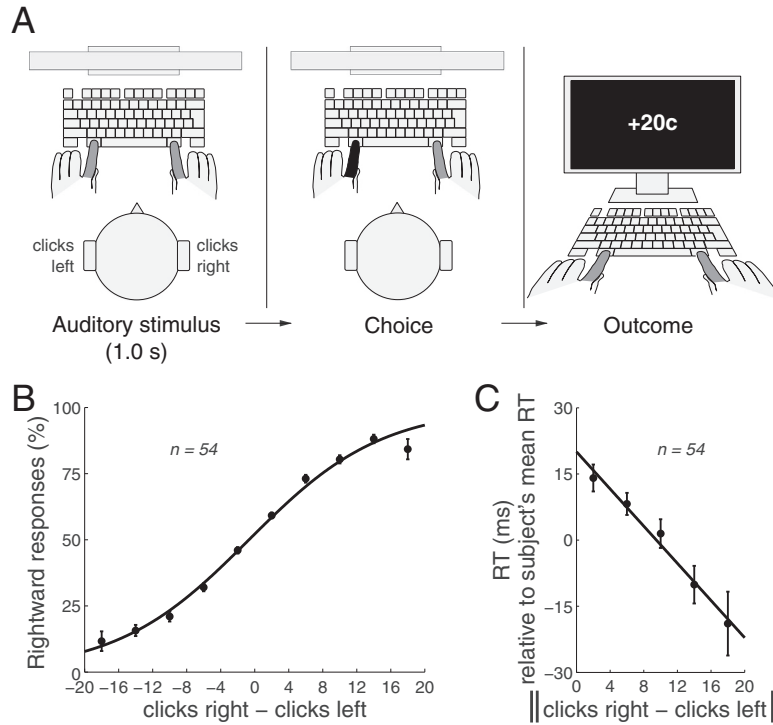 A
+20c
clicks
left
clicks
right
Auditory stimulus
(1.0 s)
Choice
Outcome
B
Rightward responses (%)
100
75
50
25
0
n = 54
−20 −16 −12 −8 −4 0 4 8 12 16 20
clicks right − clicks left
C
RT (ms)
relative to subject's mean RT
30
15
0
−15
−30
n = 54
0 4 8 12 16 20
||clicks right − clicks left|